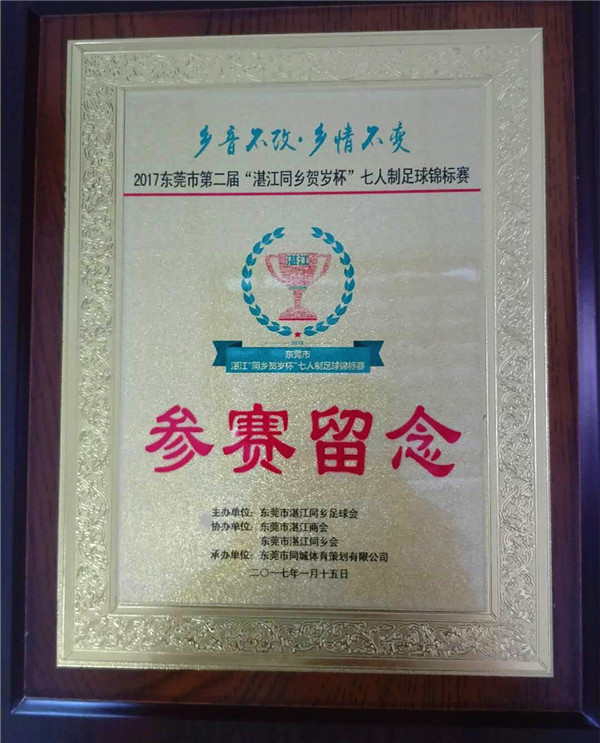 乡音不改·乡情不变
2017东莞市第二届“湛江同乡贺岁杯”七人制足球锦标赛
湛江
2016
东莞市
湛江“同乡贺岁杯”七人制足球锦标赛
参赛留念
主办单位：东莞市湛江同乡足球会
协办单位：东莞市湛江商会
东莞市湛江同乡会
承办单位：东莞市同城体育策划有限公司
二〇一七年一月十五日